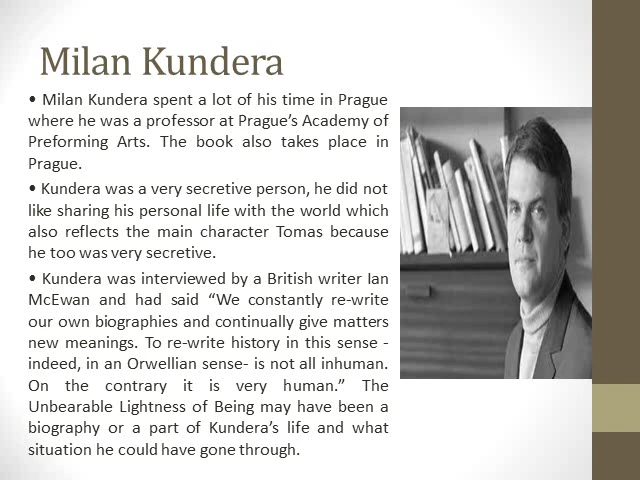 Milan Kundera
• Milan Kundera spent a lot of his time in Prague
where he was a professor at Prague’s Academy of
Preforming Arts. The book also takes place in
Prague.
• Kundera was a very secretive person, he did not
like sharing his personal life with the world which
also reflects the main character Tomas because
he too was very secretive.
• Kundera was interviewed by a British writer Ian
McEwan and had said “We constantly re-write
our own biographies and continually give matters
new meanings. To re-write history in this sense -
indeed, in an Orwellian sense- is not all inhuman.
On the contrary it is very human.” The
Unbearable Lightness of Being may have been a
biography or a part of Kundera’s life and what
situation he could have gone through.